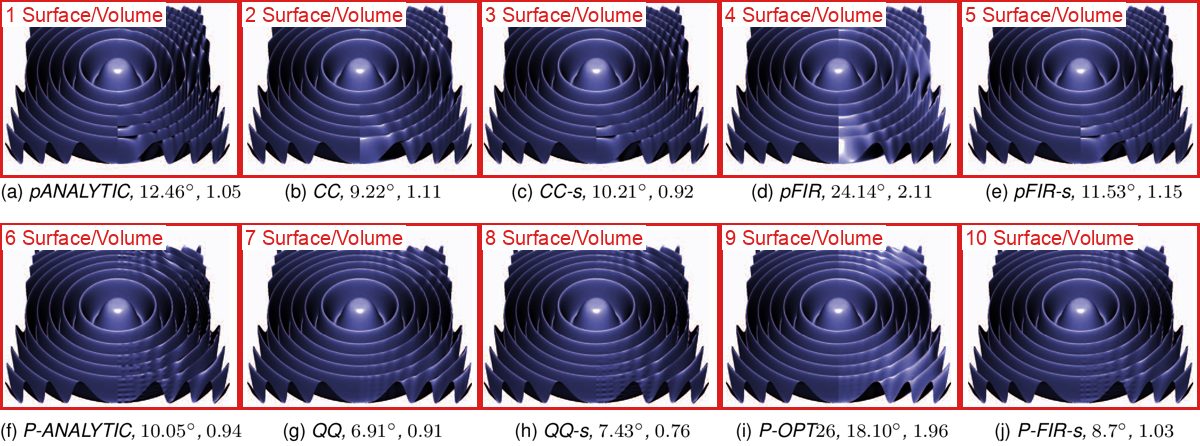 1 Surface/Volume
2 Surface/Volume
3 Surface/Volume
4 Surface/Volume
5 Surface/Volume
(a) pANALYTIC, 12.46°, 1.05
(b) CC, 9.22°, 1.11
(c) CC-s, 10.21°, 0.92
(d) pFIR, 24.14°, 2.11
(e) pFIR-s, 11.53°, 1.15
6 Surface/Volume
7 Surface/Volume
8 Surface/Volume
9 Surface/Volume
10 Surface/Volume
(f) P-ANALYTIC, 10.05°, 0.94
(g) QQ, 6.91°, 0.91
(h) QQ-s, 7.43°, 0.76
(i) P-OPT26, 18.10°, 1.96
(j) P-FIR-s, 8.7°, 1.03